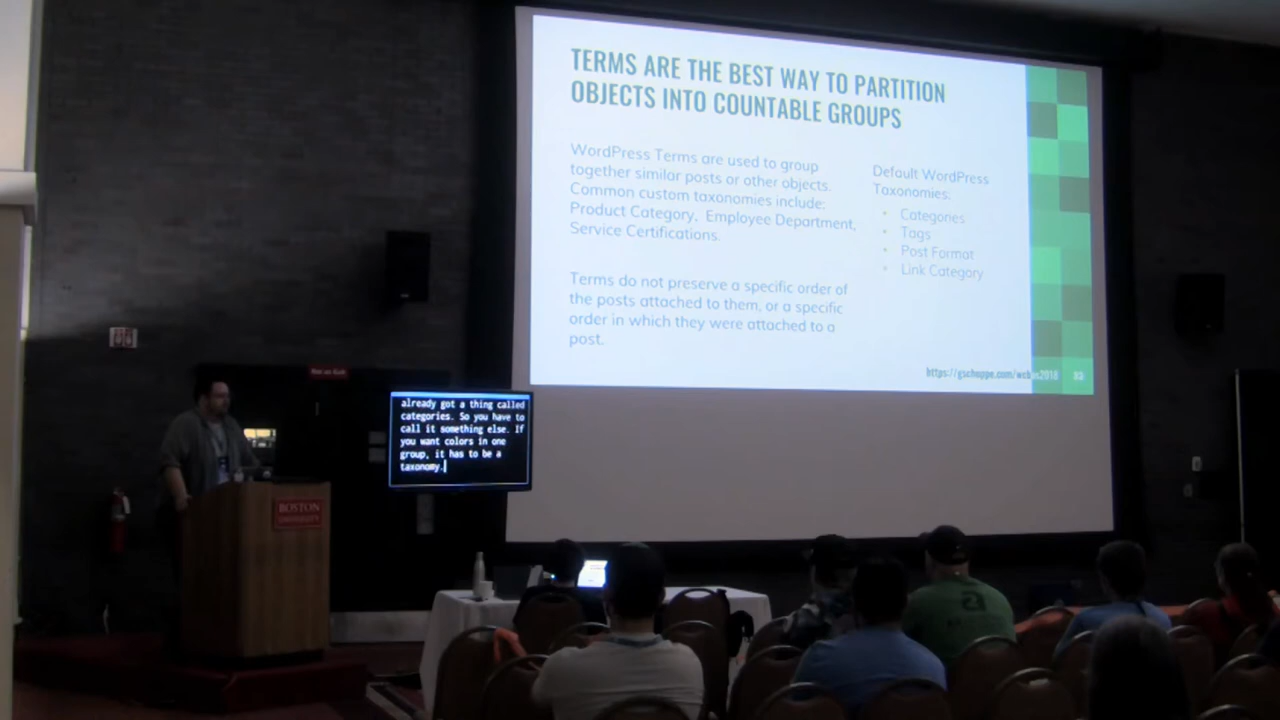 TERMS ARE THE BEST WAY TO PARTITION
OBJECTS INTO COUNTABLE GROUPS
WordPress Terms are used to group
together similar posts or other objects.
Common custom taxonomies include:
Product Category, Employee Department,
Service Certifications.
Terms do not preserve a specific order of
the posts attached to them, or a specific
order in which they were attached to a
post.
Default WordPress
Taxonomies:
Categories
Tags
Post Format
Link Category
already got a thing called
categories. So you have to
call it something else. If
you want colors in one
group, it has to be a
taxonomy.
BOSTON
UNIVERSITY